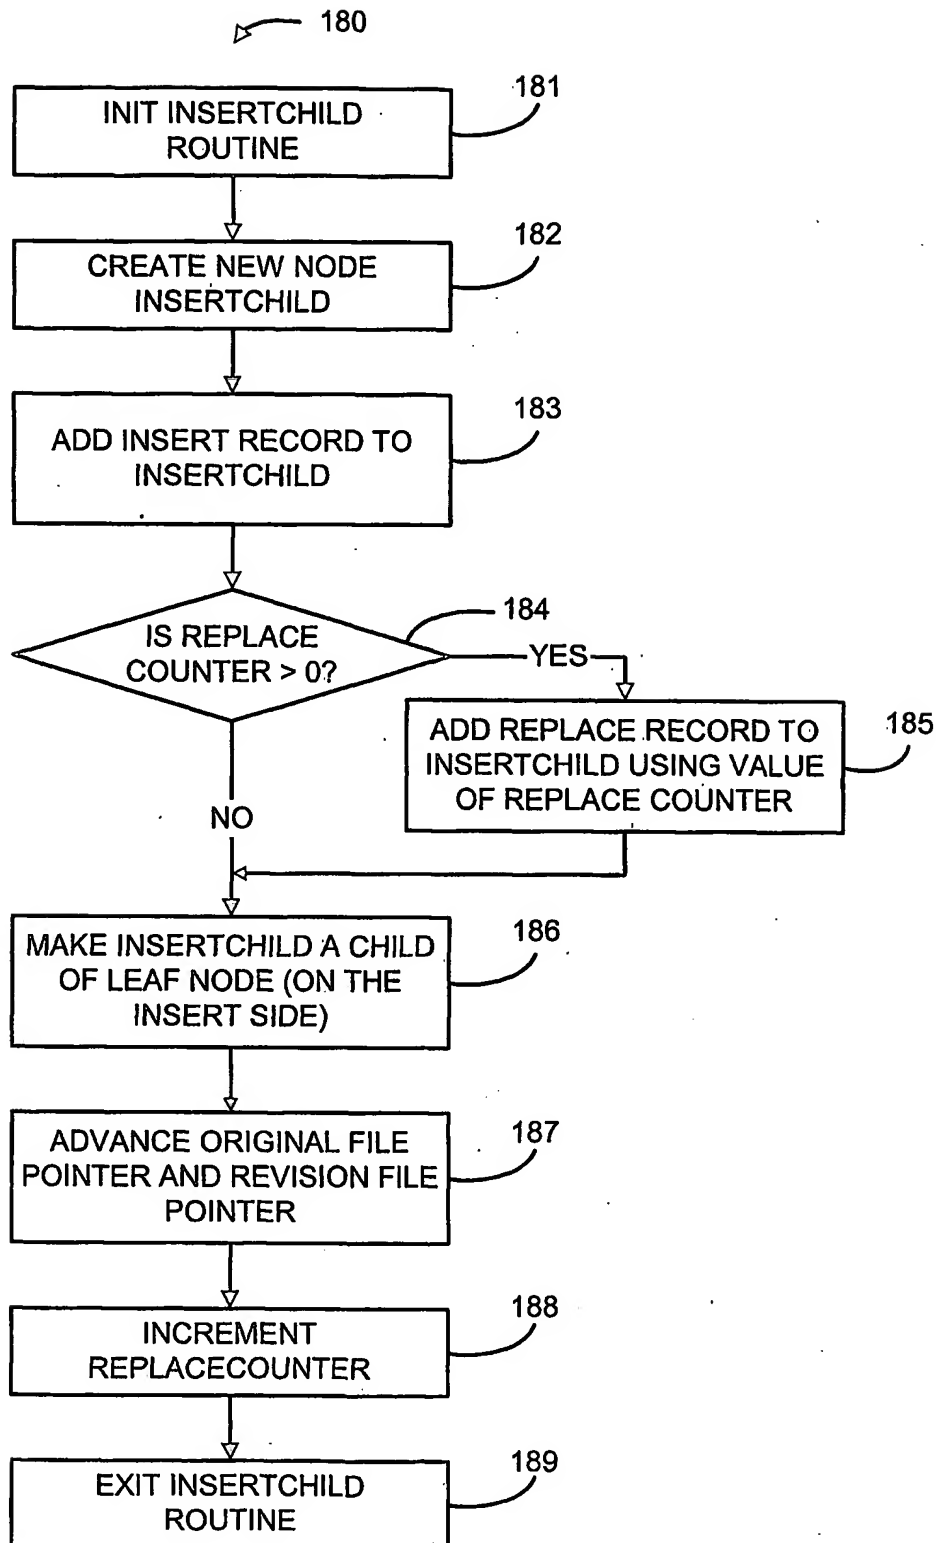 180
INIT INSERTCHILD
ROUTINE
181
CREATE NEW NODE
INSERTCHILD
182
ADD INSERT RECORD TO
INSERTCHILD
183
IS REPLACE
COUNTER > 0?
184
YES
ADD REPLACE RECORD TO
INSERTCHILD USING VALUE
OF REPLACE COUNTER
185
NO
MAKE INSERTCHILD A CHILD
OF LEAF NODE (ON THE
INSERT SIDE)
186
ADVANCE ORIGINAL FILE
POINTER AND REVISION FILE
POINTER
187
INCREMENT
REPLACECOUNTER
188
EXIT INSERTCHILD
ROUTINE
189